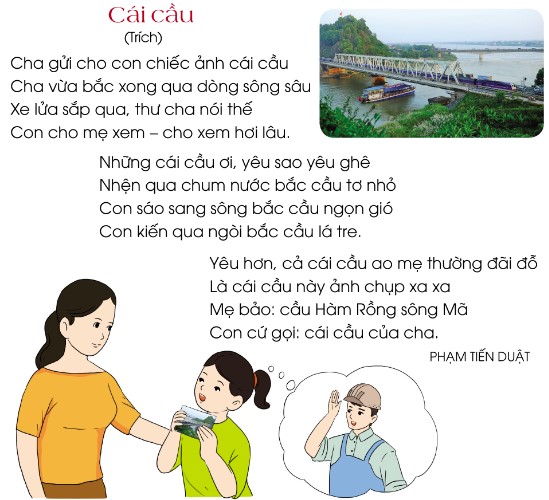 Cái cầu
(Trích)
Cha gửi cho con chiếc ảnh cái cầu
Cha vừa bắc xong qua dòng sông sâu
Xe lửa sắp qua, thư cha nói thế
Con cho mẹ xem – cho xem hơi lâu.
Những cái cầu ơi, yêu sao yêu ghê
Nhện qua chum nước bắc cầu tơ nhỏ
Con sáo sang sông bắc cầu ngọn gió
Con kiến qua ngòi bắc cầu lá tre.
Yêu hơn, cả cái cầu ao mẹ thường đãi đỗ
Là cái cầu này ảnh chụp xa xa
Mẹ bảo: cầu Hàm Rồng sông Mã
Con cứ gọi: cái cầu của cha.
PHẠM TIẾN DUẬT